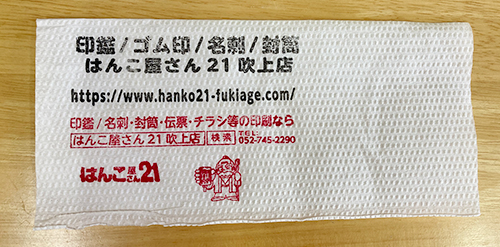 印鑑/ゴム印/名刺/封筒
はんこ屋さん21吹上店
https://www.hanko21-fukiage.com/
印鑑/名刺・封筒・伝票・チラシ等の印刷なら
はんこ屋さん21吹上店 検索 TEL: 052-745-2290
はんこ屋さん21